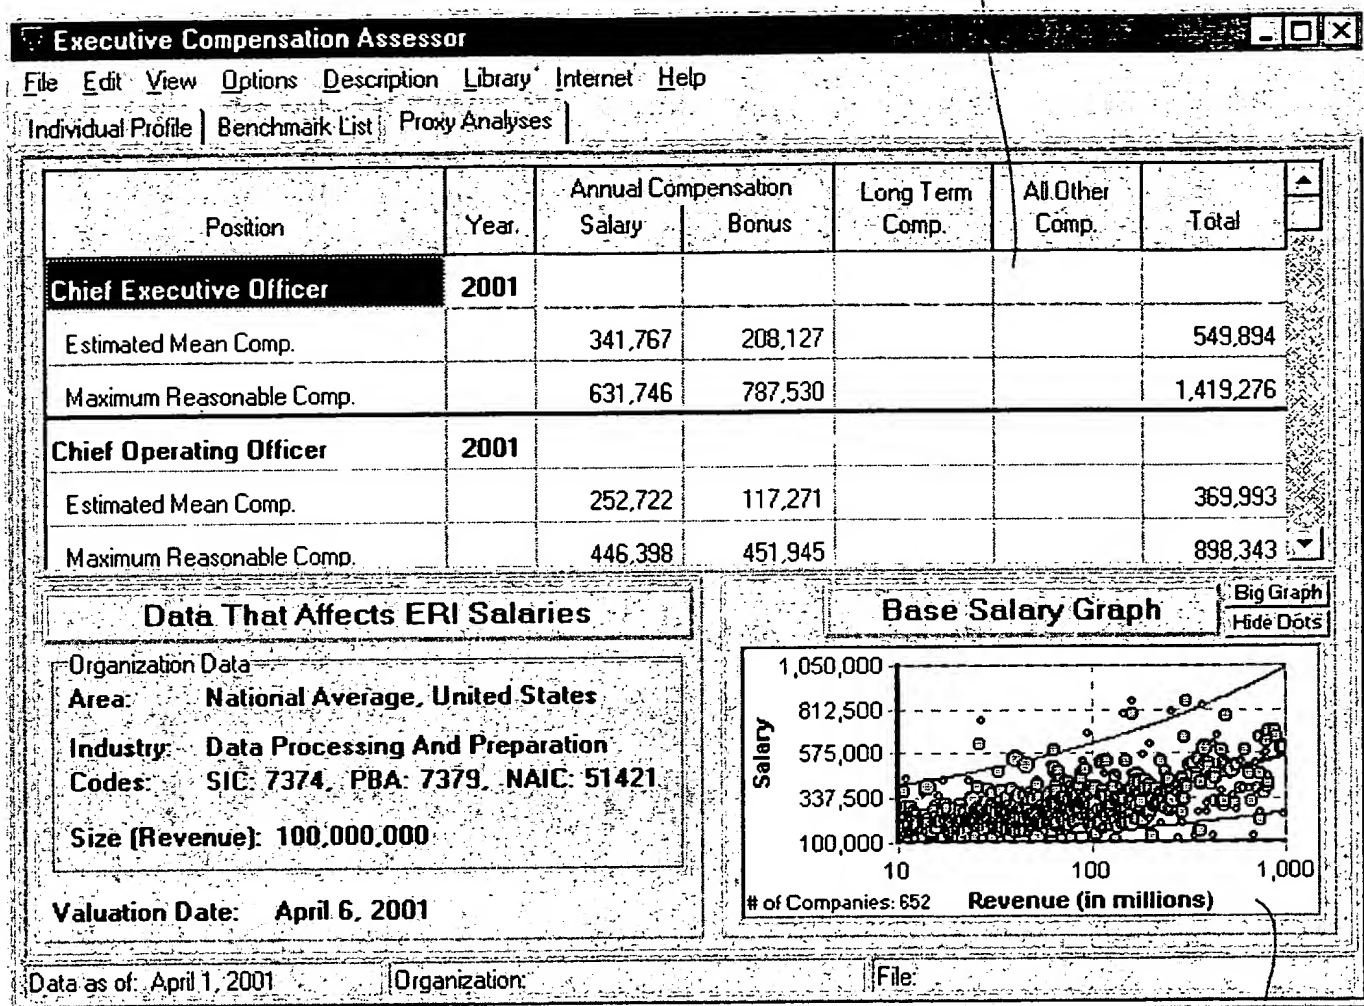 Executive Compensation Assessor
File Edit View Options Description Library Internet Help
Individual Profile Benchmark List Proxy Analyses
Position Year Annual Compensation Salary Bonus Long Term Comp. All Other Comp. Total
Chief Executive Officer 2001
Estimated Mean Comp. 341,767 208,127 549,894
Maximum Reasonable Comp. 631,746 787,530 1,419,276
Chief Operating Officer 2001
Estimated Mean Comp. 252,722 117,271 369,993
Maximum Reasonable Comp. 446,398 451,945 898,343
Data That Affects ERI Salaries
Organization Data
Area: National Average, United States
Industry: Data Processing And Preparation
Codes: SIC: 7374, PBA: 7379, NAIC: 51421
Size (Revenue): 100,000,000
Valuation Date: April 6, 2001
Base Salary Graph
Big Graph
Hide Dots
Salary
1,050,000
812,500
575,000
337,500
100,000
10 100 1,000
# of Companies: 652 Revenue (in millions)
Data as of: April 1, 2001 Organization: File: